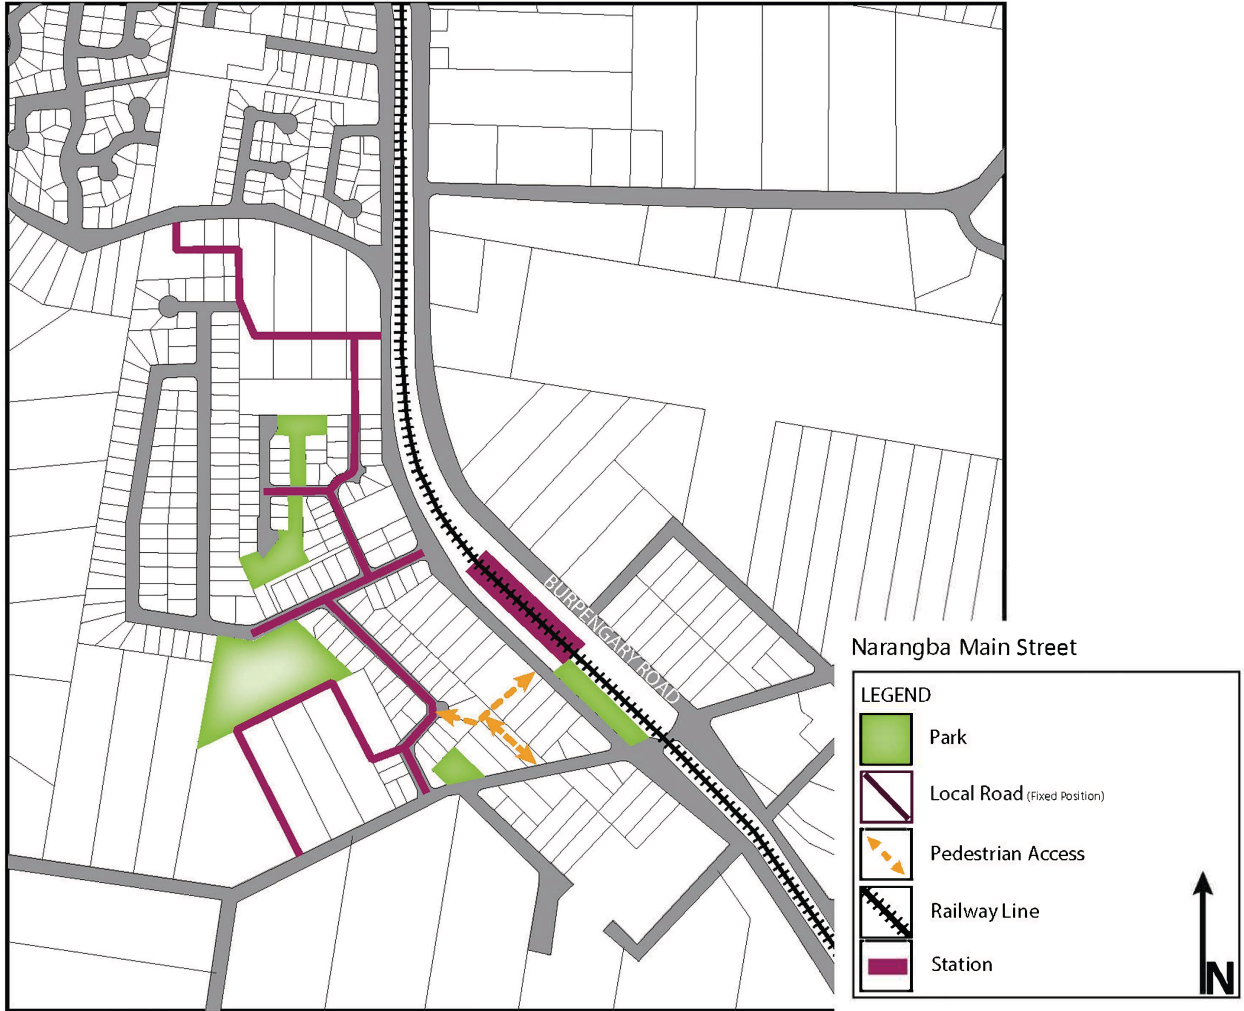 BURPENGARY ROAD
Narangba Main Street
LEGEND
Park
Local Road (Fixed Position)
Pedestrian Access
Railway Line
Station
N